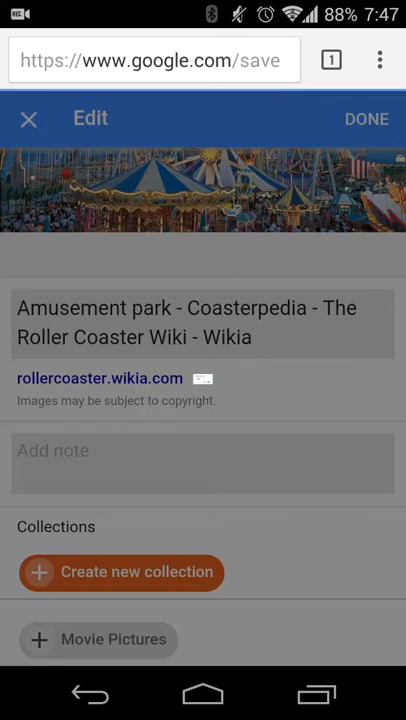 REC
88% 7:47
https://www.google.com/save
1
Edit
DONE
Amusement park - Coasterpedia - The
Roller Coaster Wiki - Wikia
rollercoaster.wikia.com
Images may be subject to copyright.
Add note
Collections
Create new collection
Movie Pictures